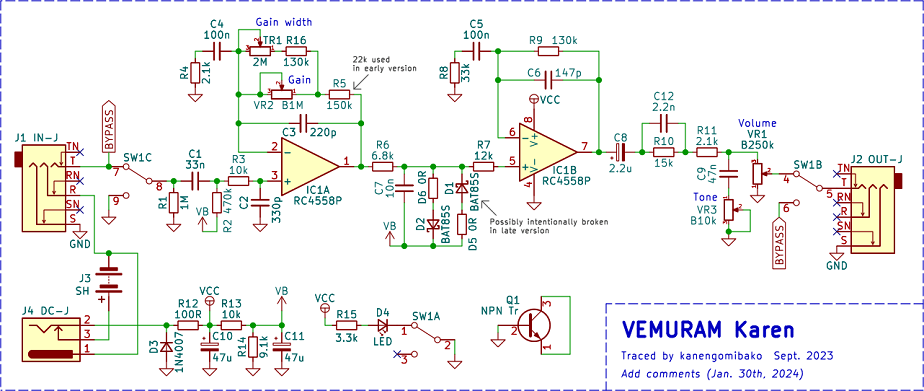 C4
100n
Gain width
TR1
2M
R16
130k
R4
2.1k
Gain
VR2
B1M
22k used
in early version
R5
150k
C3
220p
C5
100n
R9 130k
R8
33k
C6 147p
VCC
J1 IN-J
TN
T
RN
R
SN
S
GND
BYPASS
7
8
9
SW1C
C1
33n
R1
1M
R2 470k
VB
R3
10k
C2
330p
2
3
1
−
+
IC1A
RC4558P
R6
6.8k
C7
10n
VB
D6 0R
D2
BAT85S
D1
BAT85S
D5 0R
R7
12k
Possibly intentionally broken
in late version
6
5
7
8
4
V+
V−
−
+
IC1B
RC4558P
C8
2.2u
C12
2.2n
R10
15k
R11
2.1k
C9
47n
Tone
VR3
B10k
Volume
VR1
B250k
SW1B
4
5
6
BYPASS
J2 OUT-J
TN
T
RN
R
SN
S
GND
J3
SH
+
J4 DC-J
2
3
1
D3
1N4007
R12
100R
VCC
C10
47u
R13
10k
R14
9.1k
VB
C11
47u
VCC
R15
3.3k
D4
LED
SW1A
1
2
3
Q1
NPN Tr
3
2
1
VEMURAM Karen
Traced by kanengomibako Sept. 2023
Add comments (Jan. 30th, 2024)